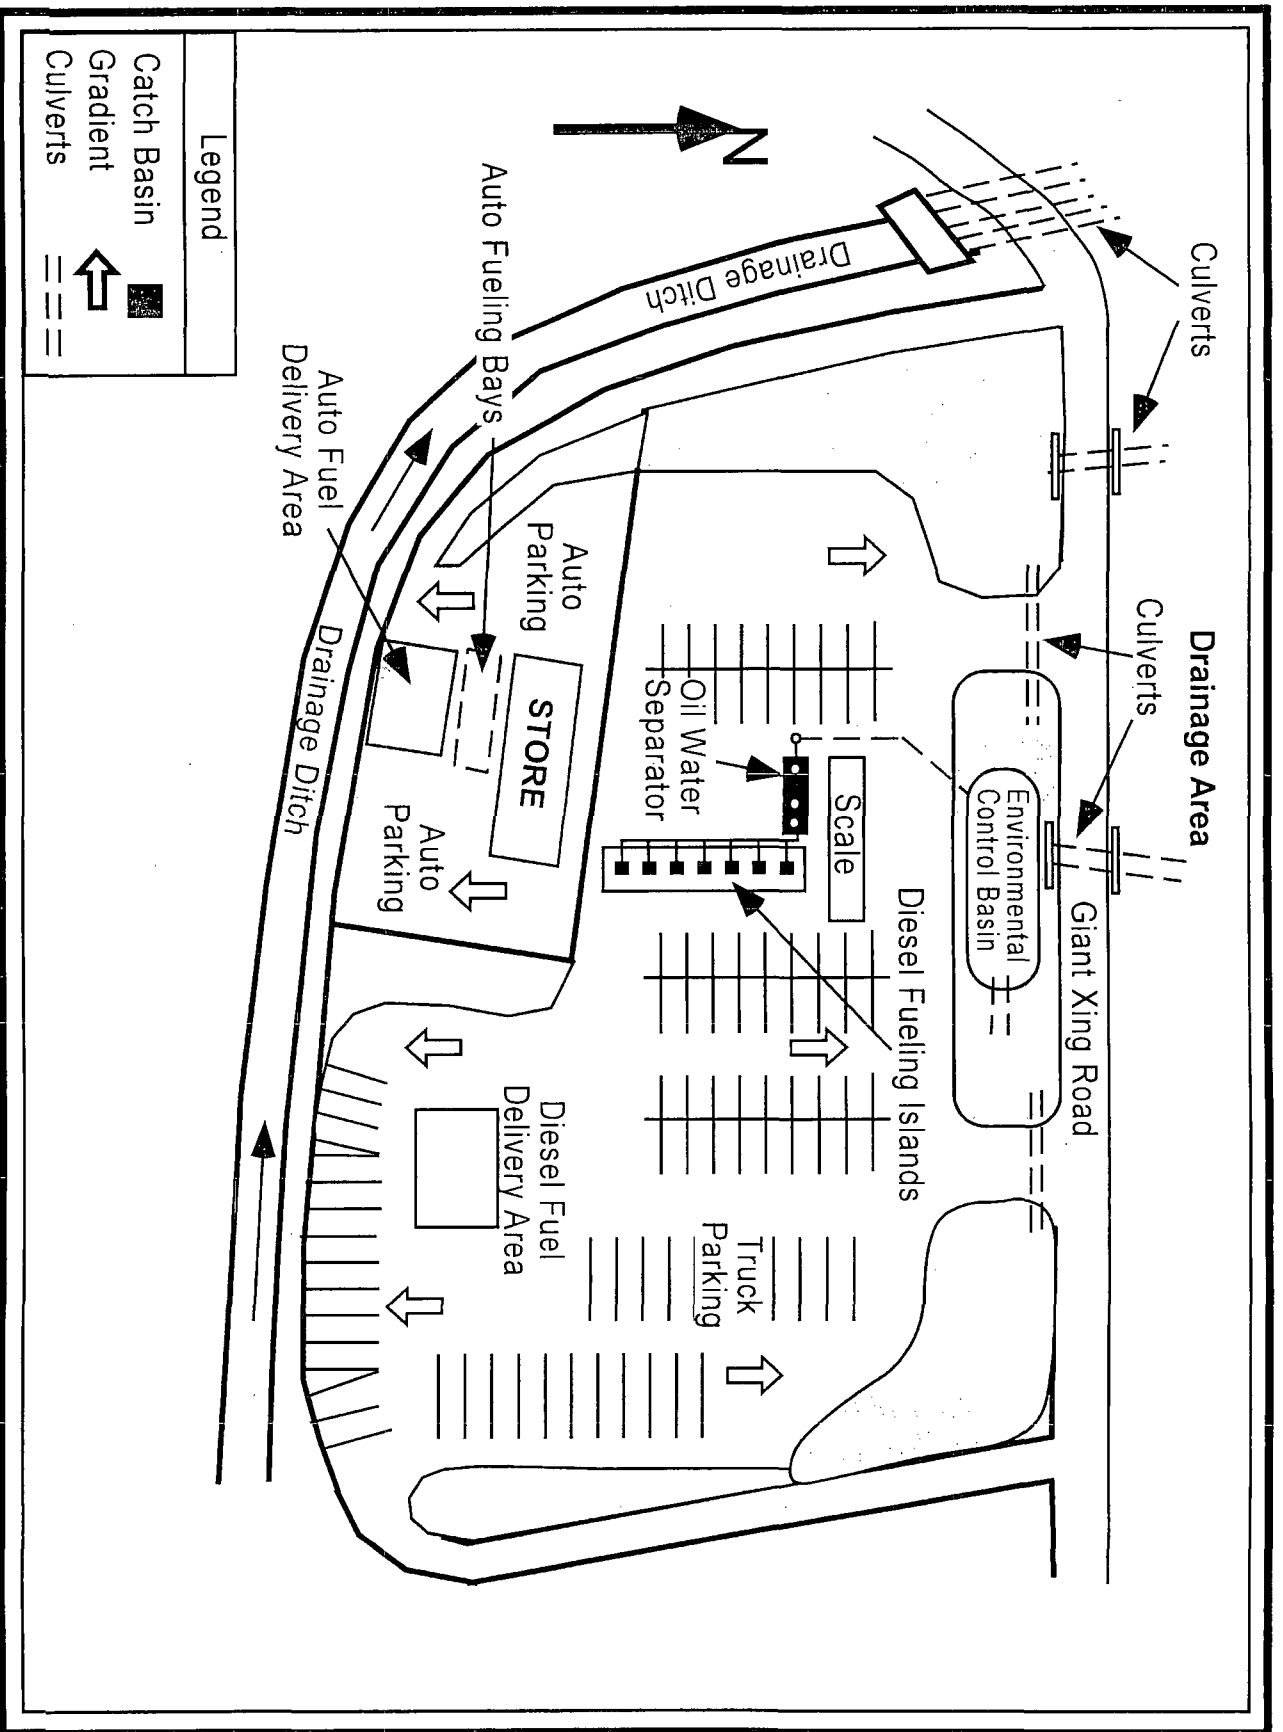 Drainage Area
Culverts
Culverts
Giant Xing Road
Environmental
Control Basin
Scale
Diesel Fueling Islands
Oil Water
Separator
Truck
Parking
Diesel Fuel
Delivery Area
STORE
Auto
Parking
Auto
Parking
Auto Fueling Bays
Auto Fuel
Delivery Area
Drainage Ditch
Drainage Ditch
N
Legend
Catch Basin
Gradient
Culverts